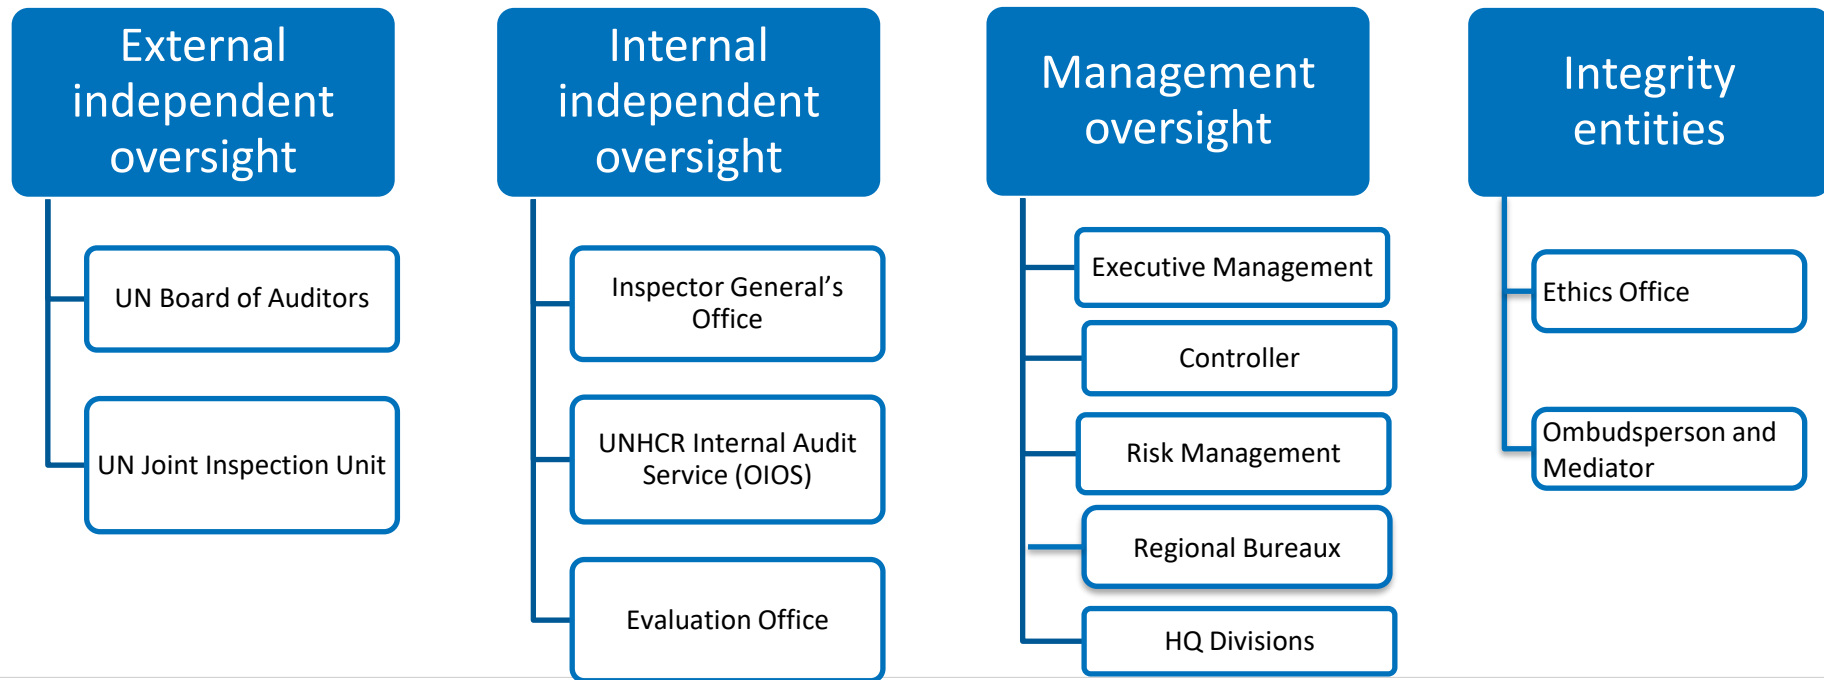 External
independent
oversight
UN Board of Auditors
UN Joint Inspection Unit
Internal
independent
oversight
Inspector General’s
Office
UNHCR Internal Audit
Service (OIOS)
Evaluation Office
Management
oversight
Executive Management
Controller
Risk Management
Regional Bureaux
HQ Divisions
Integrity
entities
Ethics Office
Ombudsperson and
Mediator